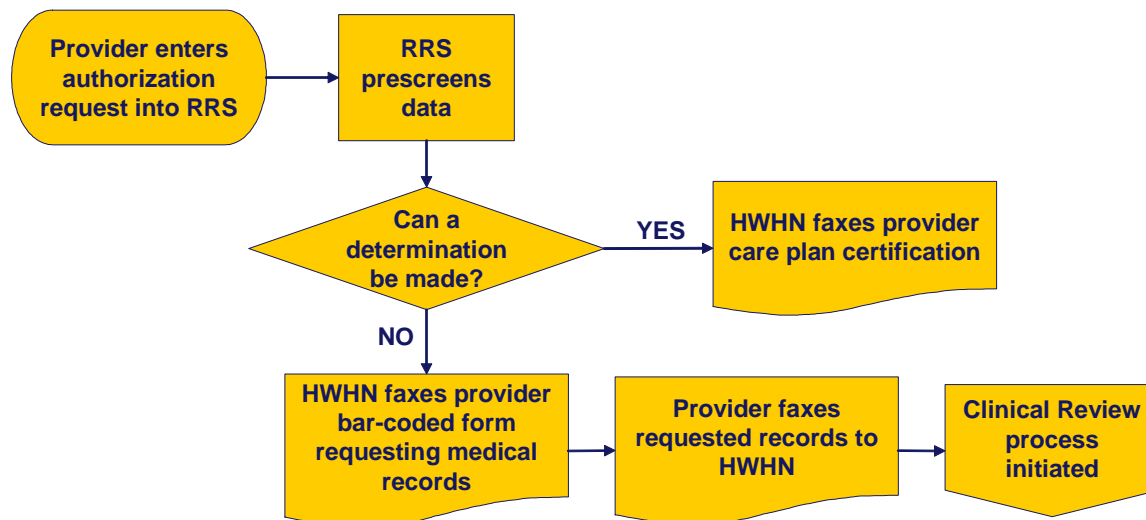 Provider enters
authorization
request into RRS
RRS
prescreens
data
Can a
determination
be made?
YES
HWHN faxes provider
care plan certification
NO
HWHN faxes provider
bar-coded form
requesting medical
records
Provider faxes
requested records to
HWHN
Clinical Review
process
initiated